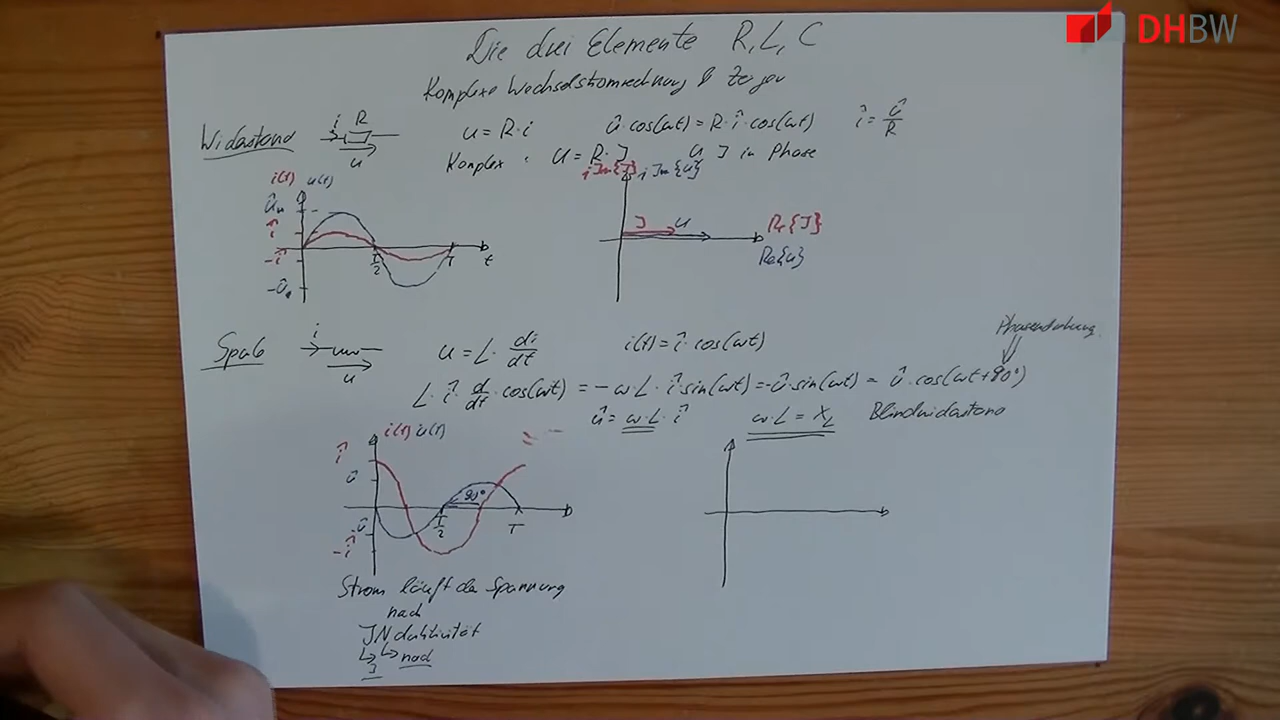 DHBW
Die drei Elemente R, L, C
Komplexe Wechselstromrechnung & Zeiger
Widerstand i R u u = R · i û · cos(ωt) = R · î · cos(ωt) î = û/R
Komplex: U = R · I U I in Phase
i(t) u(t) j Im{I} j Im{U}
û
î
-î
-û
T/2 T t
I U Re{I}
Re{U}
Phasendrehung
Spule i u u = L · di/dt i(t) = î · cos(ωt)
L · î · d/dt · cos(ωt) = -ω · L · î · sin(ωt) = -û · sin(ωt) = û · cos(ωt + 90°)
û = ω · L · î ω · L = X_L Blindwiderstand
i(t) u(t)
î
û
û
-î
90°
T/2 T
Strom läuft der Spannung
nach
INduktivität
↳ ↳ nach
I